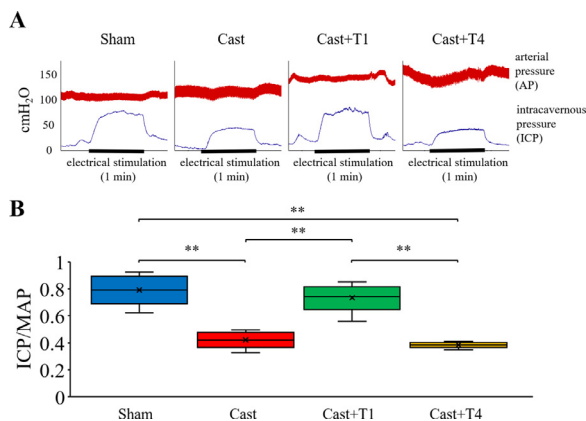 A
Sham Cast Cast+T1 Cast+T4
150
100
50
0
cmH2O
arterial
pressure
(AP)
intracavernous
pressure
(ICP)
electrical stimulation electrical stimulation electrical stimulation electrical stimulation
(1 min) (1 min) (1 min) (1 min)
B
**
**
** **
1
0.8
0.6
0.4
0.2
0
ICP/MAP
Sham Cast Cast+T1 Cast+T4